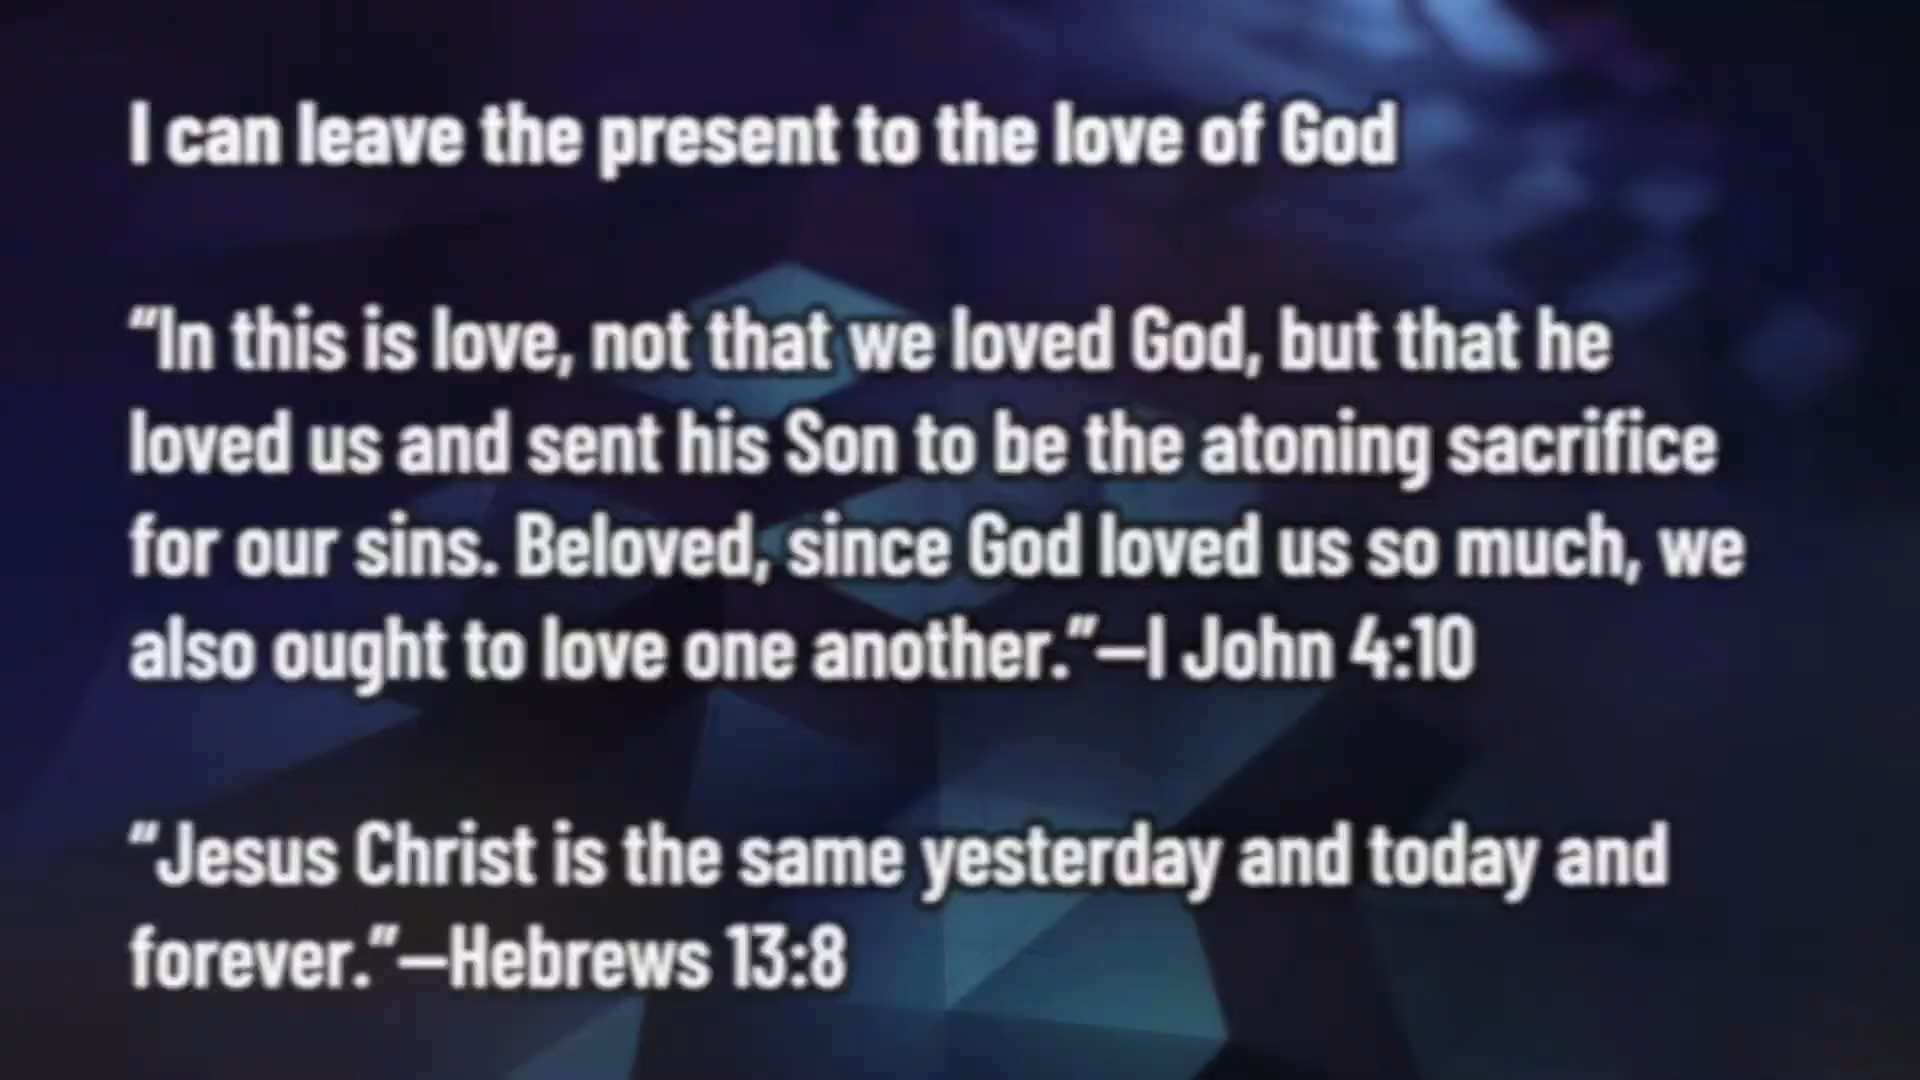 I can leave the present to the love of God
“In this is love, not that we loved God, but that he
loved us and sent his Son to be the atoning sacrifice
for our sins. Beloved, since God loved us so much, we
also ought to love one another.”—I John 4:10
“Jesus Christ is the same yesterday and today and
forever.”—Hebrews 13:8